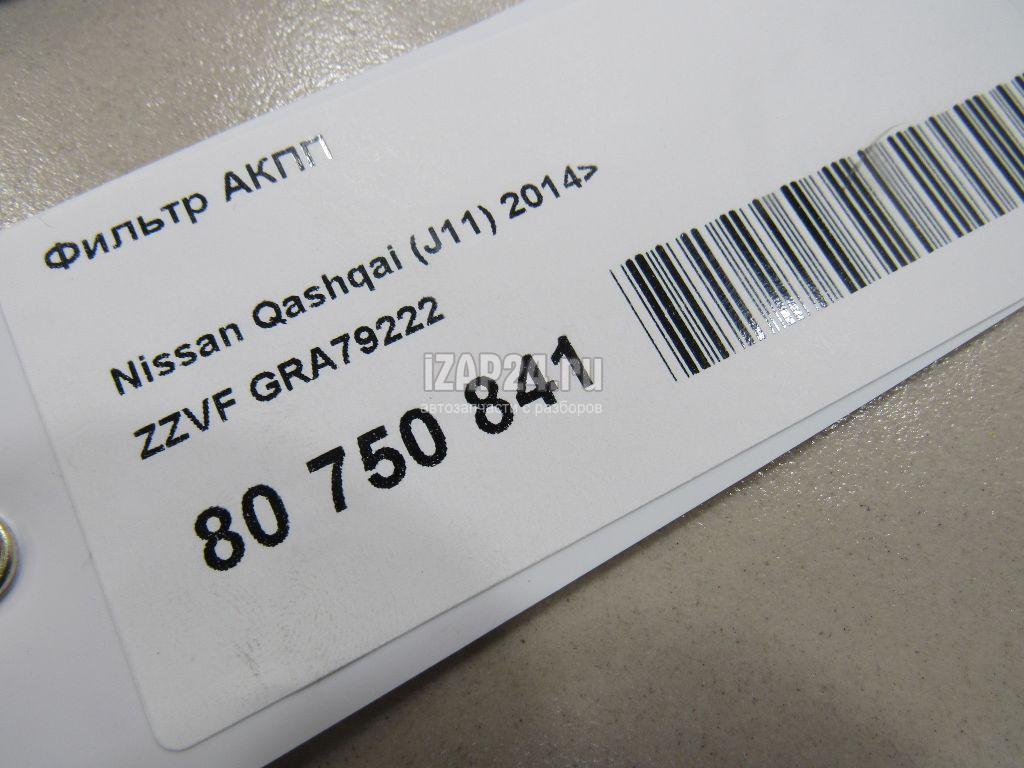 Фильтр АКПП
Nissan Qashqai (J11) 2014>
ZZVF GRA79222
80 750 841
iZAP24.ru
автозапчасти с разборов